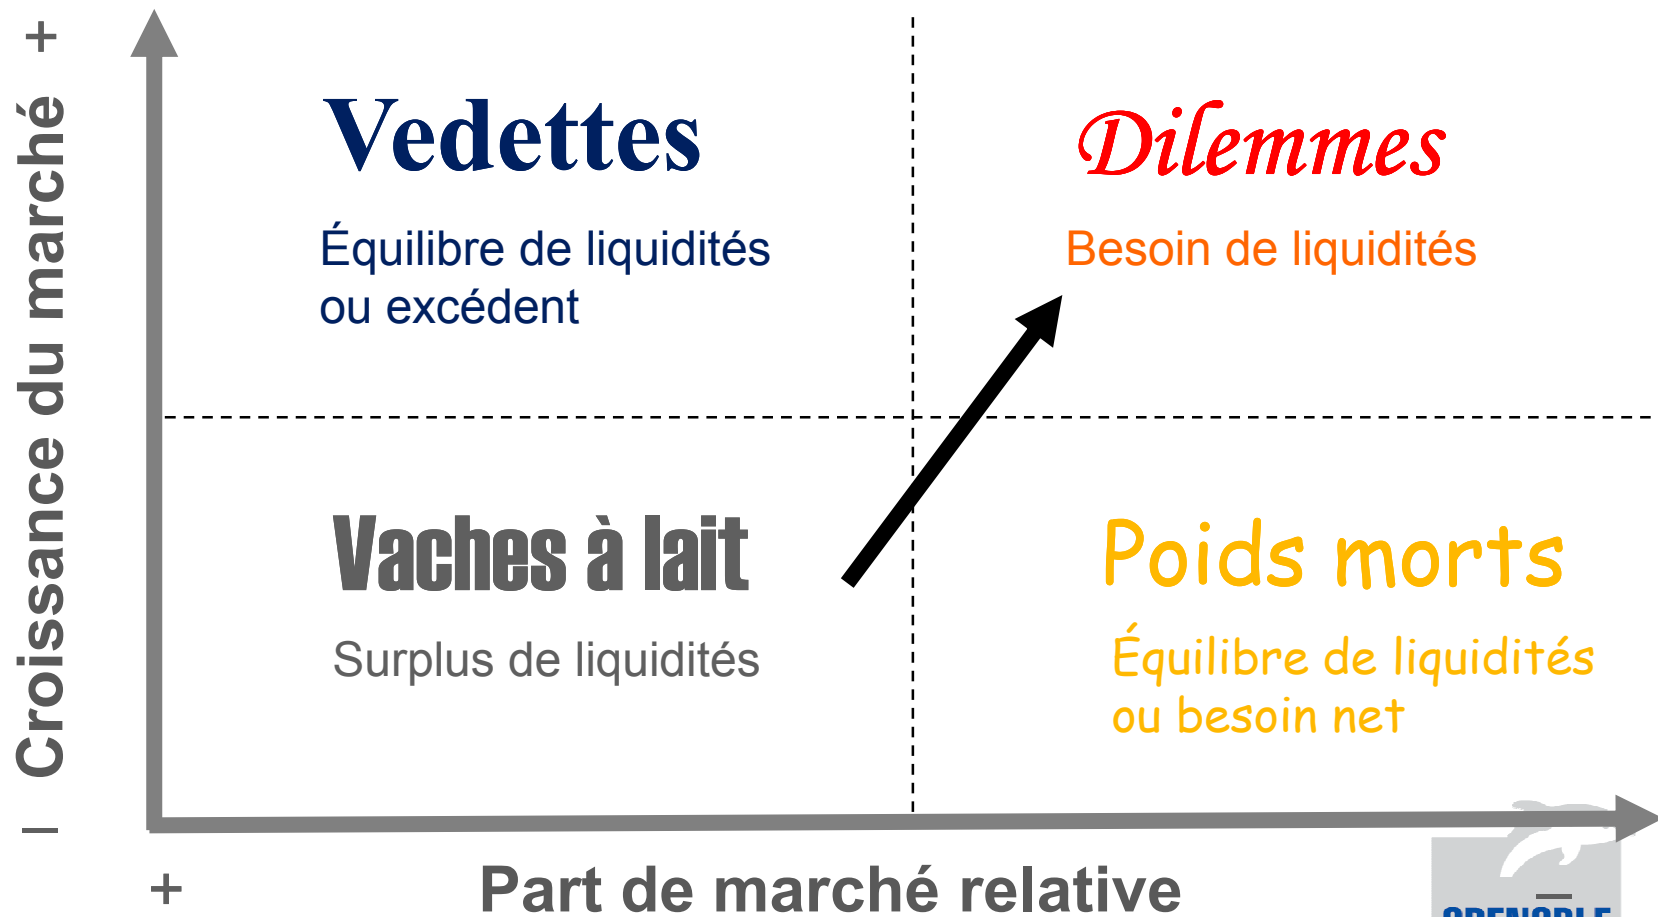 +
Croissance du marché
–
Vedettes
Équilibre de liquidités
ou excédent
Dilemmes
Besoin de liquidités
Vaches à lait
Surplus de liquidités
Poids morts
Équilibre de liquidités
ou besoin net
+
Part de marché relative
–
GRENOBLE